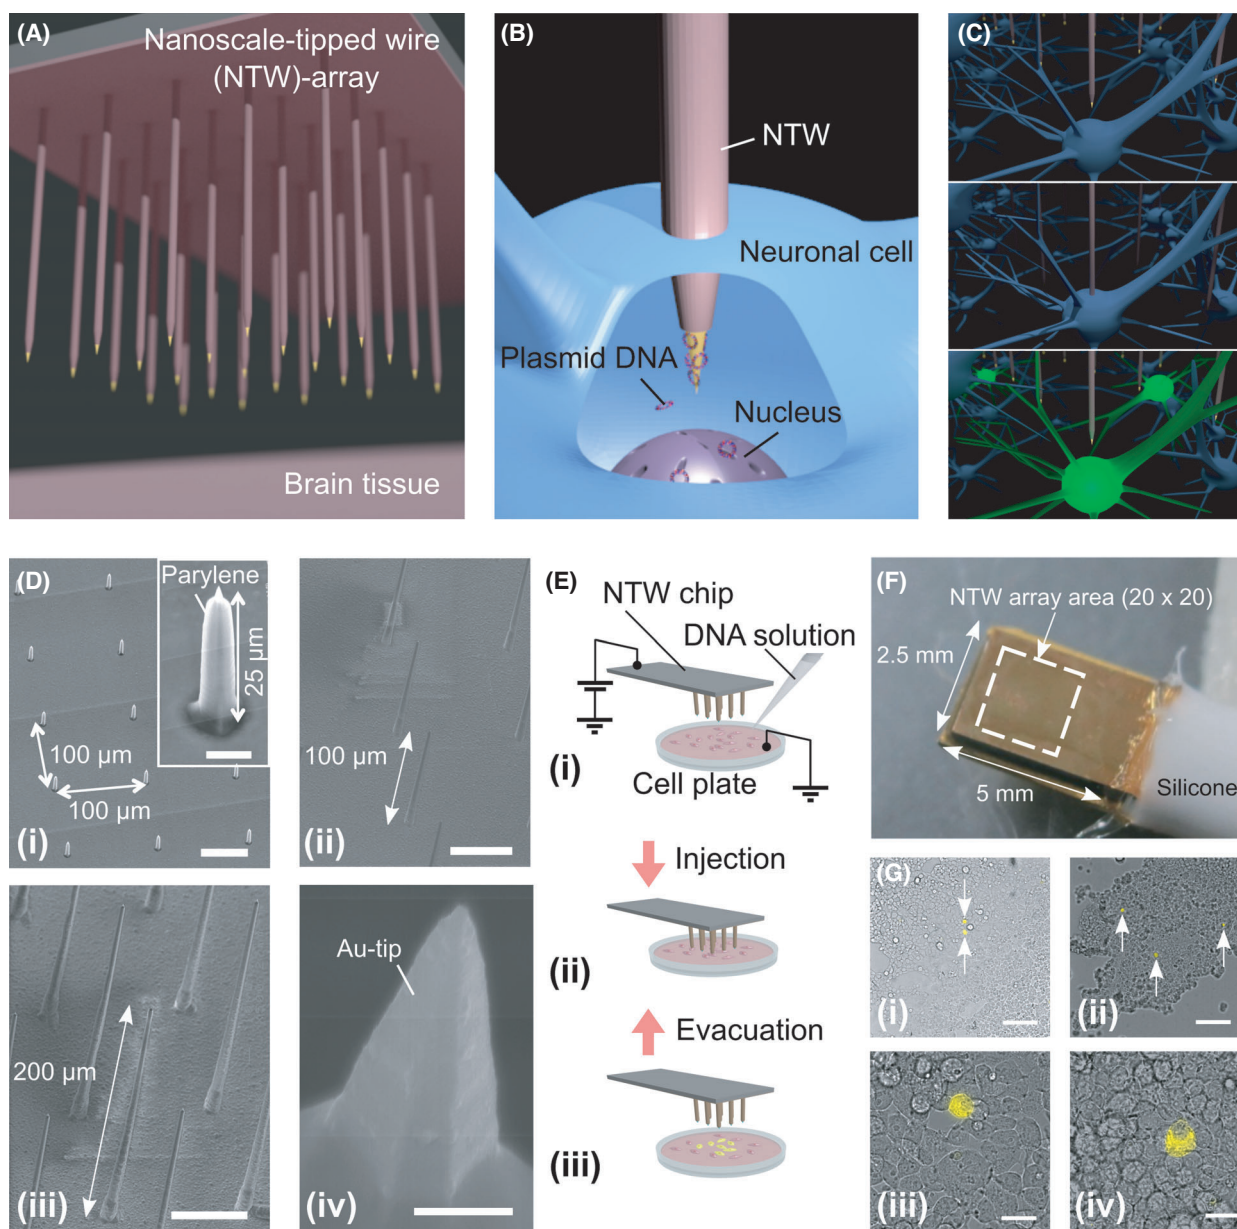 (A)
Nanoscale-tipped wire
(NTW)-array
Brain tissue
(B)
NTW
Neuronal cell
Plasmid DNA
Nucleus
(C)
(D)
Parylene
25 µm
100 µm
100 µm
(i)
100 µm
(ii)
200 µm
(iii)
Au-tip
(iv)
(E)
NTW chip
DNA solution
(i)
Cell plate
Injection
(ii)
Evacuation
(iii)
(F)
NTW array area (20 x 20)
2.5 mm
5 mm
Silicone
(G)
(i)
(ii)
(iii)
(iv)